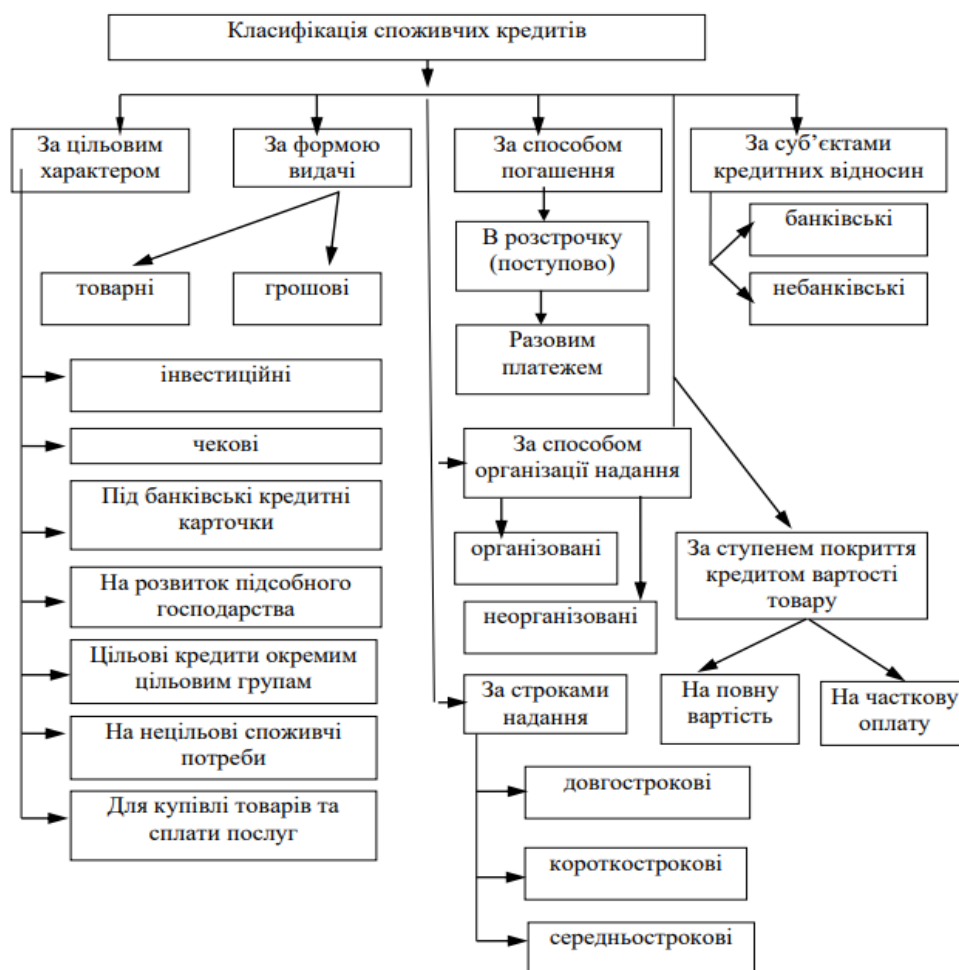 Класифікація споживчих кредитів
За цільовим
характером
За формою
видачі
За способом
погашення
За суб’єктами
кредитних відносин
товарні
грошові
В розстрочку
(поступово)
Разовим
платежем
банківські
небанківські
інвестиційні
чекові
Під банківські кредитні
карточки
На розвиток підсобного
господарства
Цільові кредити окремим
цільовим групам
На нецільові споживчі
потреби
Для купівлі товарів та
сплати послуг
За способом
організації надання
організовані
неорганізовані
За ступенем покриття
кредитом вартості
товару
На повну
вартість
На часткову
оплату
За строками
надання
довгострокові
короткострокові
середньострокові